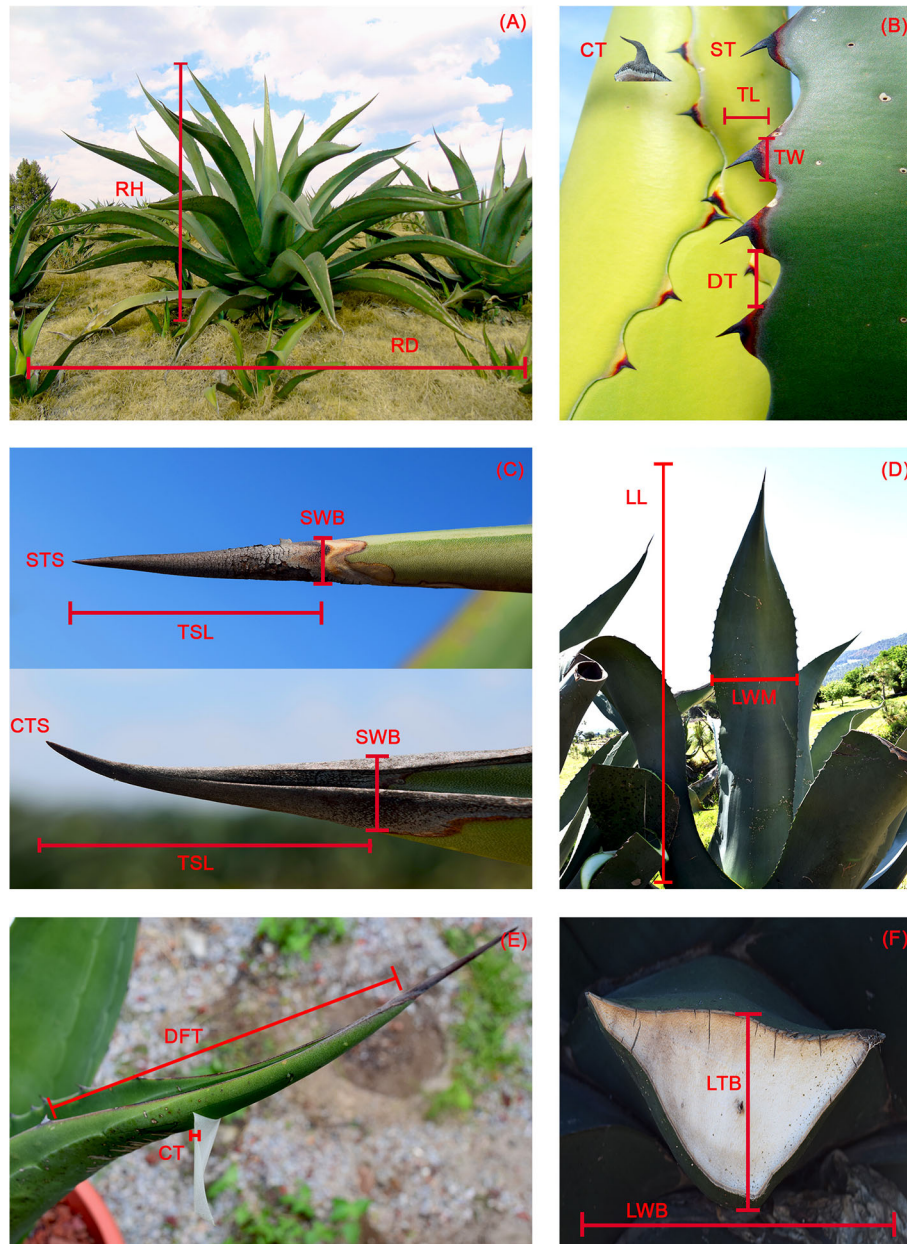 (A)
RH
RD
(B)
CT
ST
TL
TW
DT
(C)
SWB
STS
TSL
CTS
SWB
TSL
(D)
LL
LWM
(E)
DFT
CT
(F)
LTB
LWB